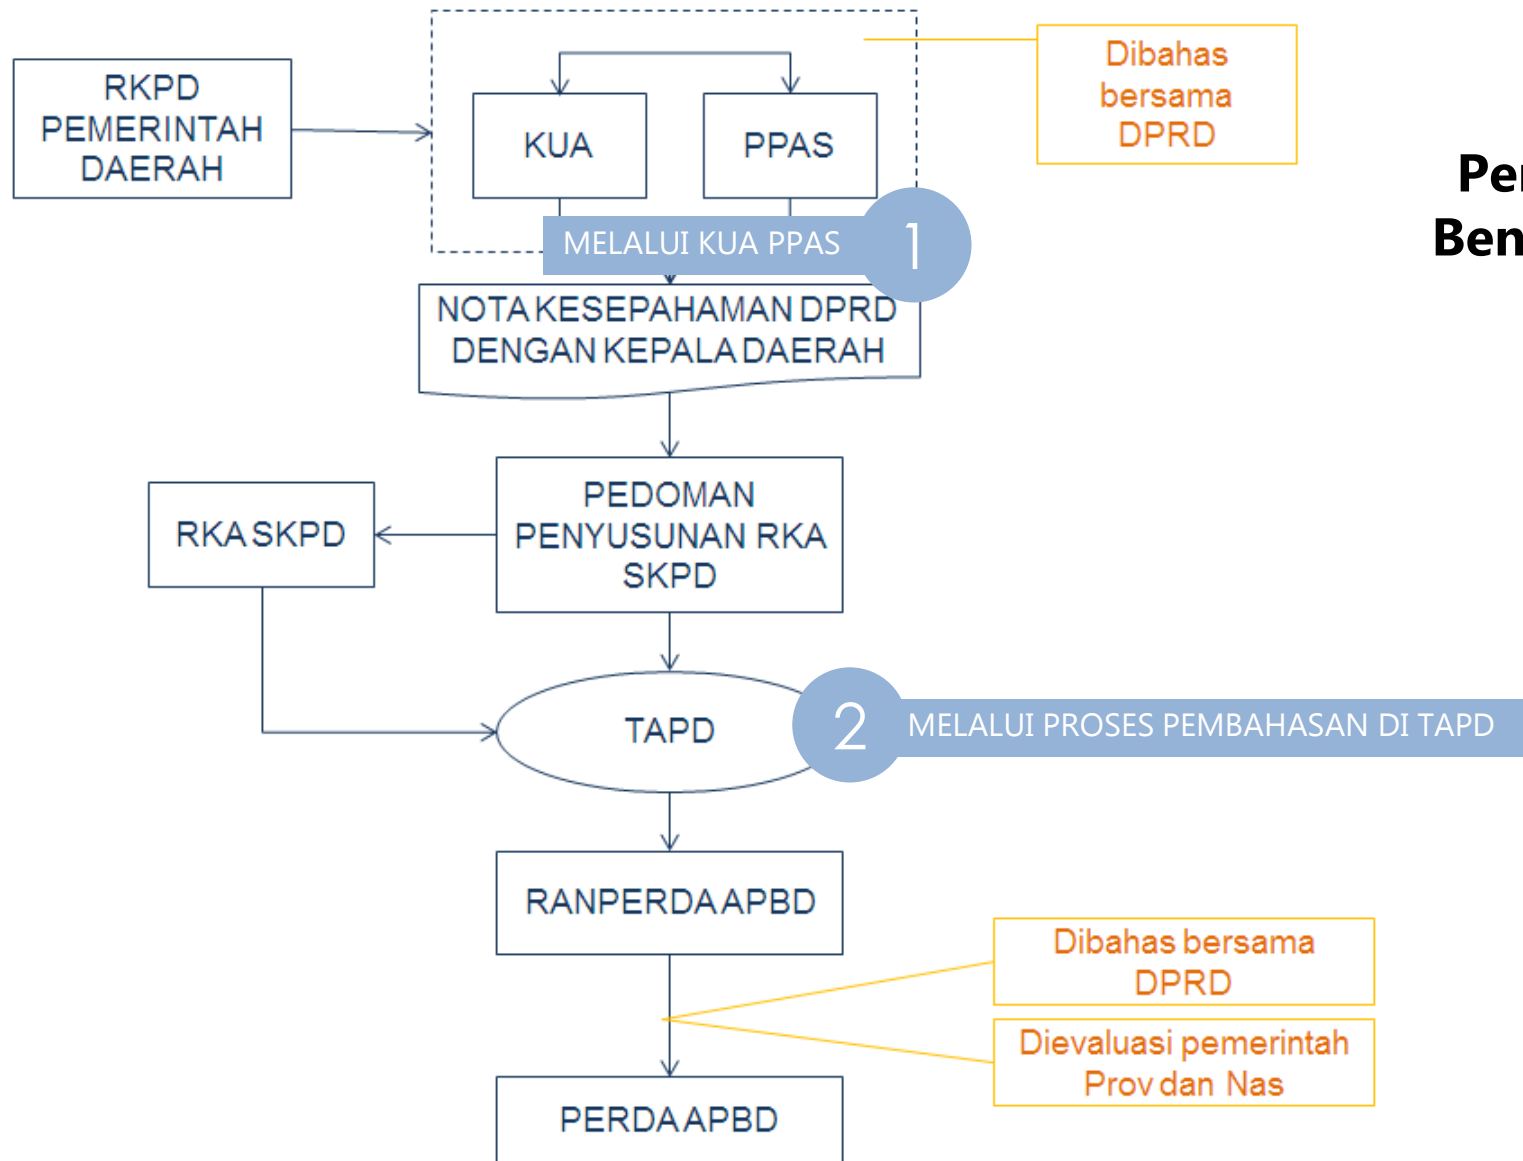 RKPD
PEMERINTAH
DAERAH
KUA
PPAS
Dibahas
bersama
DPRD
MELALUI KUA PPAS
1
NOTA KESEPAHAMAN DPRD
DENGAN KEPALA DAERAH
RKA SKPD
PEDOMAN
PENYUSUNAN RKA
SKPD
TAPD
2
MELALUI PROSES PEMBAHASAN DI TAPD
RANPERDA APBD
Dibahas bersama
DPRD
Dievaluasi pemerintah
Prov dan Nas
PERDA APBD